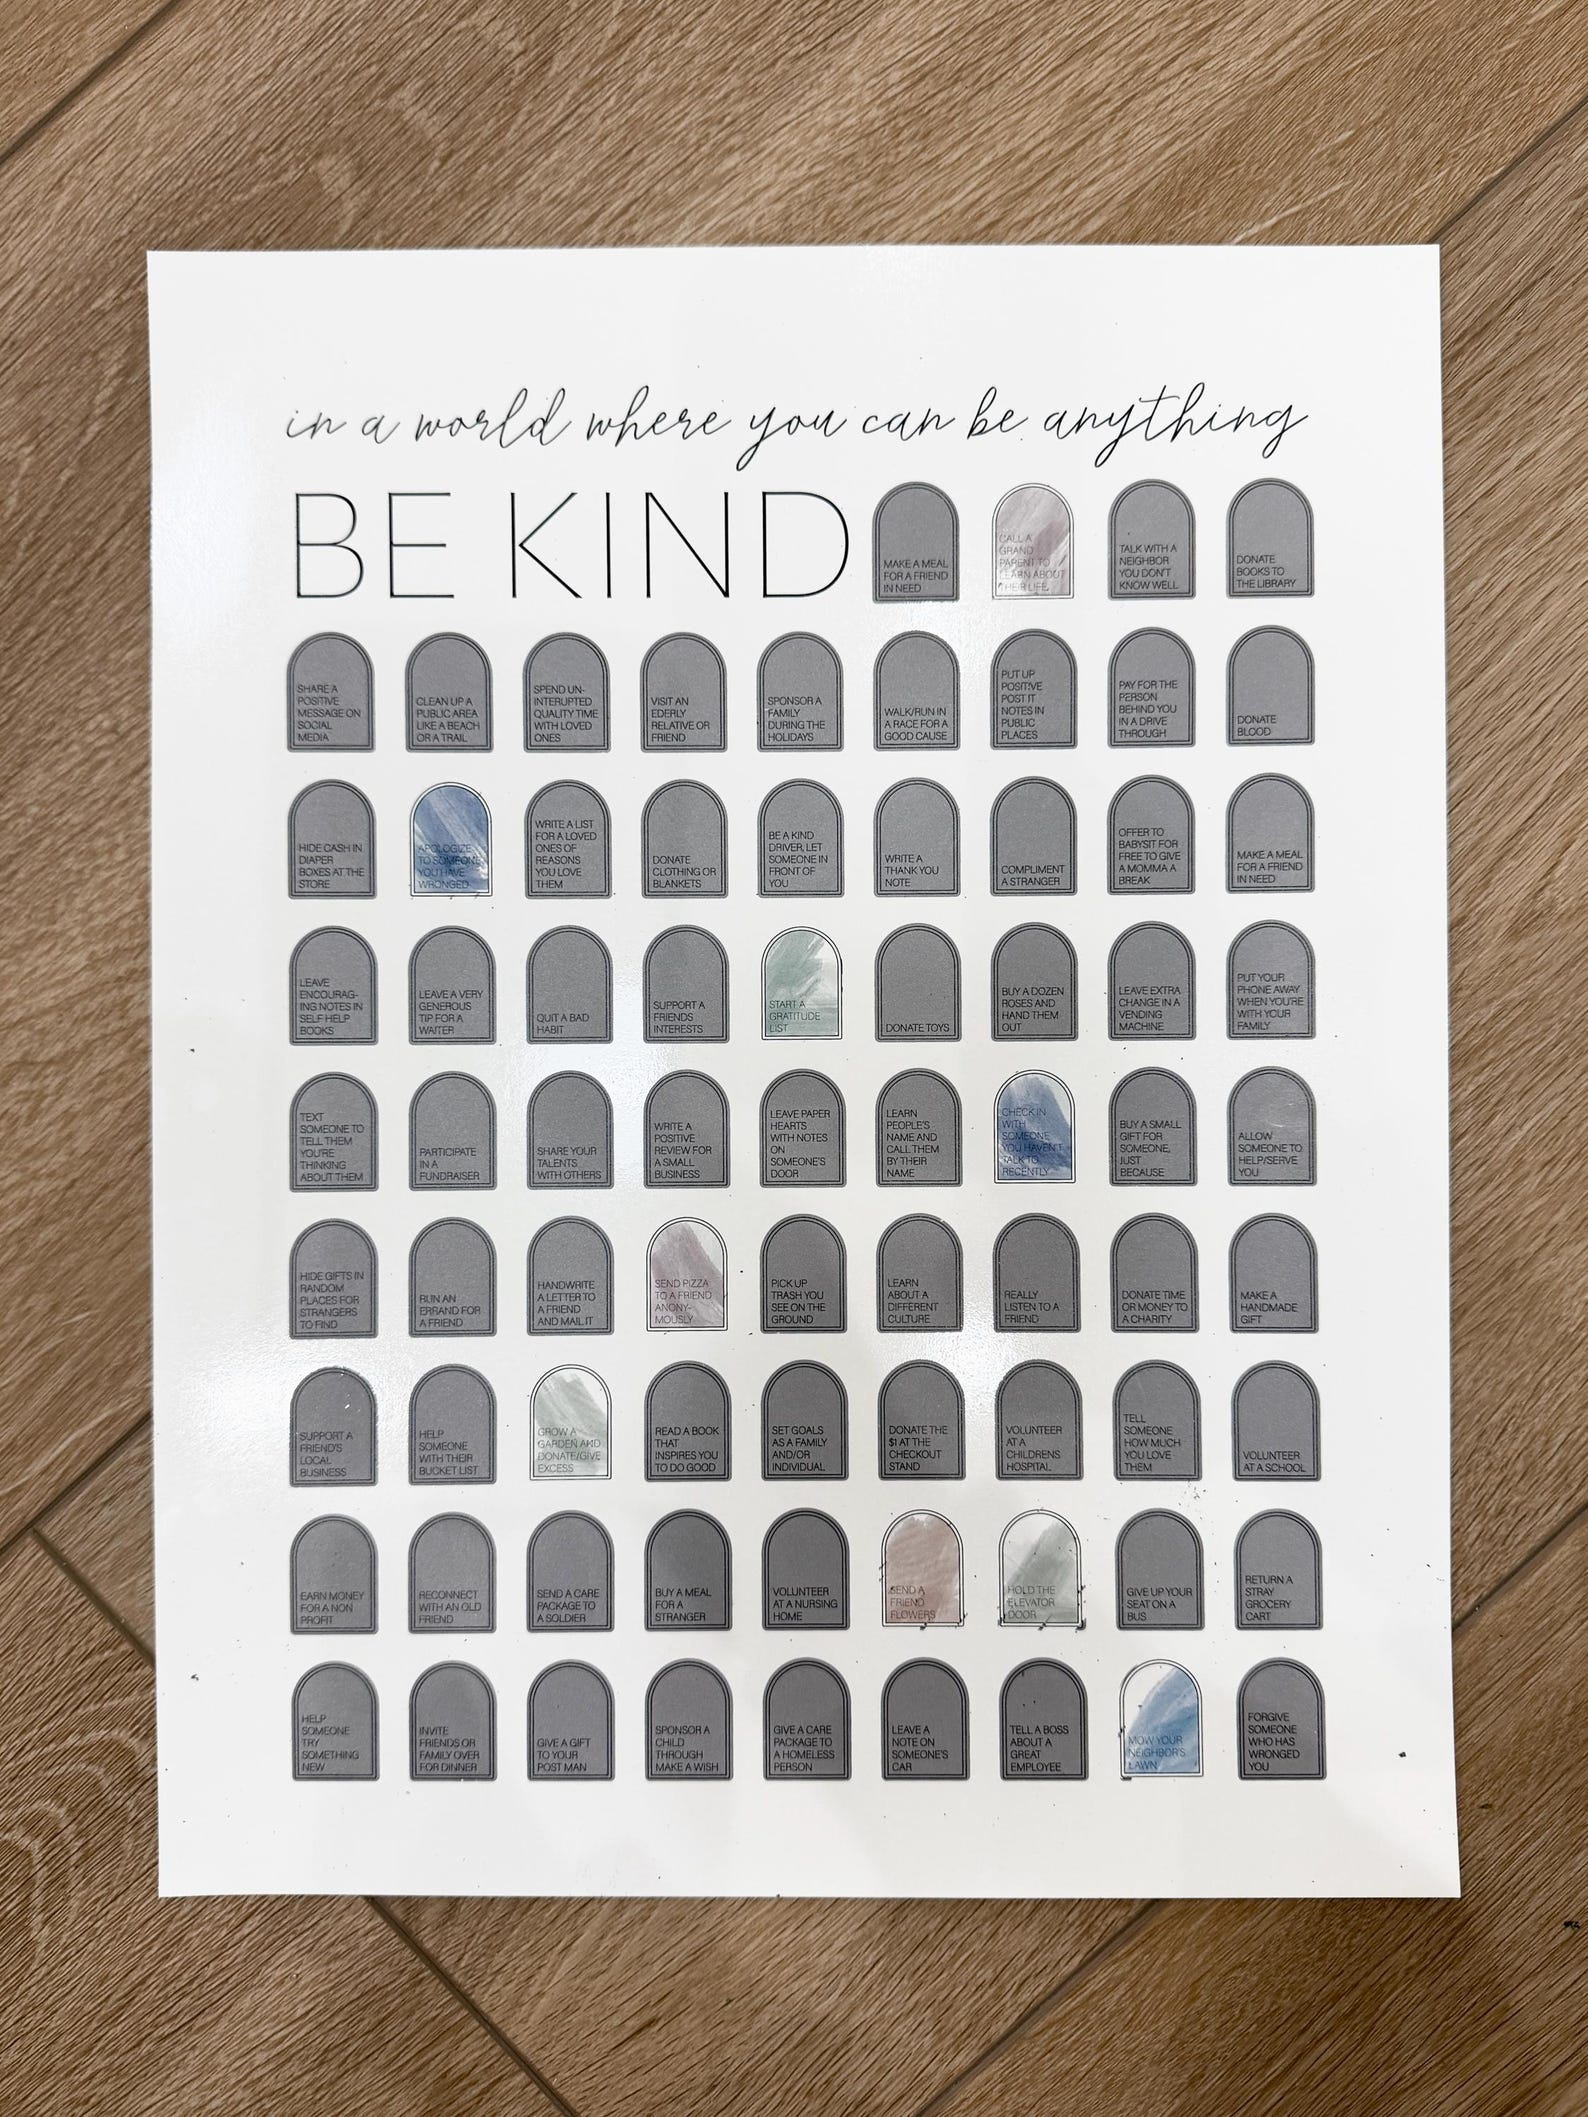 in a world where you can be anything
BE KIND
MAKE A MEAL
FOR A FRIEND
IN NEED
CALL A
GRAND
PARENT TO
LEARN ABOUT
THEIR LIFE
TALK WITH A
NEIGHBOR
YOU DON'T
KNOW WELL
DONATE
BOOKS TO
THE LIBRARY
SHARE A
POSITIVE
MESSAGE ON
SOCIAL
MEDIA
CLEAN UP A
PUBLIC AREA
LIKE A BEACH
OR A TRAIL
SPEND UN-
INTERUPTED
QUALITY TIME
WITH LOVED
ONES
VISIT AN
EDERLY
RELATIVE OR
FRIEND
SPONSOR A
FAMILY
DURING THE
HOLIDAYS
WALK/RUN IN
A RACE FOR A
GOOD CAUSE
PUT UP
POSITIVE
POST IT
NOTES IN
PUBLIC
PLACES
PAY FOR THE
PERSON
BEHIND YOU
IN A DRIVE
THROUGH
DONATE
BLOOD
HIDE CASH IN
DIAPER
BOXES AT THE
STORE
APOLOGIZE
TO SOMEONE
YOU HAVE
WRONGED
WRITE A LIST
FOR A LOVED
ONES OF
REASONS
YOU LOVE
THEM
DONATE
CLOTHING OR
BLANKETS
BE A KIND
DRIVER, LET
SOMEONE IN
FRONT OF
YOU
WRITE A
THANK YOU
NOTE
COMPLIMENT
A STRANGER
OFFER TO
BABYSIT FOR
FREE TO GIVE
A MOMMA A
BREAK
MAKE A MEAL
FOR A FRIEND
IN NEED
LEAVE
ENCOURAG-
ING NOTES IN
SELF HELP
BOOKS
LEAVE A VERY
GENEROUS
TIP FOR A
WAITER
QUIT A BAD
HABIT
SUPPORT A
FRIENDS
INTERESTS
START A
GRATITUDE
LIST
DONATE TOYS
BUY A DOZEN
ROSES AND
HAND THEM
OUT
LEAVE EXTRA
CHANGE IN A
VENDING
MACHINE
PUT YOUR
PHONE AWAY
WHEN YOU'RE
WITH YOUR
FAMILY
TEXT
SOMEONE TO
TELL THEM
YOU'RE
THINKING
ABOUT THEM
PARTICIPATE
IN A
FUNDRAISER
SHARE YOUR
TALENTS
WITH OTHERS
WRITE A
POSITIVE
REVIEW FOR
A SMALL
BUSINESS
LEAVE PAPER
HEARTS
WITH NOTES
ON
SOMEONE'S
DOOR
LEARN
PEOPLE'S
NAME AND
CALL THEM
BY THEIR
NAME
CHECK IN
WITH
SOMEONE
YOU HAVEN'T
TALK TO
RECENTLY
BUY A SMALL
GIFT FOR
SOMEONE,
JUST
BECAUSE
ALLOW
SOMEONE TO
HELP/SERVE
YOU
HIDE GIFTS IN
RANDOM
PLACES FOR
STRANGERS
TO FIND
RUN AN
ERRAND FOR
A FRIEND
HANDWRITE
A LETTER TO
A FRIEND
AND MAIL IT
SEND PIZZA
TO A FRIEND
ANONY-
MOUSLY
PICK UP
TRASH YOU
SEE ON THE
GROUND
LEARN
ABOUT A
DIFFERENT
CULTURE
REALLY
LISTEN TO A
FRIEND
DONATE TIME
OR MONEY TO
A CHARITY
MAKE A
HANDMADE
GIFT
SUPPORT A
FRIEND'S
LOCAL
BUSINESS
HELP
SOMEONE
WITH THEIR
BUCKET LIST
GROW A
GARDEN AND
DONATE/GIVE
EXCESS
READ A BOOK
THAT
INSPIRES YOU
TO DO GOOD
SET GOALS
AS A FAMILY
AND/OR
INDIVIDUAL
DONATE THE
$1 AT THE
CHECKOUT
STAND
VOLUNTEER
AT A
CHILDRENS
HOSPITAL
TELL
SOMEONE
HOW MUCH
YOU LOVE
THEM
VOLUNTEER
AT A SCHOOL
EARN MONEY
FOR A NON
PROFIT
RECONNECT
WITH AN OLD
FRIEND
SEND A CARE
PACKAGE TO
A SOLDIER
BUY A MEAL
FOR A
STRANGER
VOLUNTEER
AT A NURSING
HOME
SEND A
FRIEND
FLOWERS
HOLD THE
ELEVATOR
DOOR
GIVE UP YOUR
SEAT ON A
BUS
RETURN A
STRAY
GROCERY
CART
HELP
SOMEONE
TRY
SOMETHING
NEW
INVITE
FRIENDS OR
FAMILY OVER
FOR DINNER
GIVE A GIFT
TO YOUR
POST MAN
SPONSOR A
CHILD
THROUGH
MAKE A WISH
GIVE A CARE
PACKAGE TO
A HOMELESS
PERSON
LEAVE A
NOTE ON
SOMEONE'S
CAR
TELL A BOSS
ABOUT A
GREAT
EMPLOYEE
MOW YOUR
NEIGHBOR'S
LAWN
FORGIVE
SOMEONE
WHO HAS
WRONGED
YOU